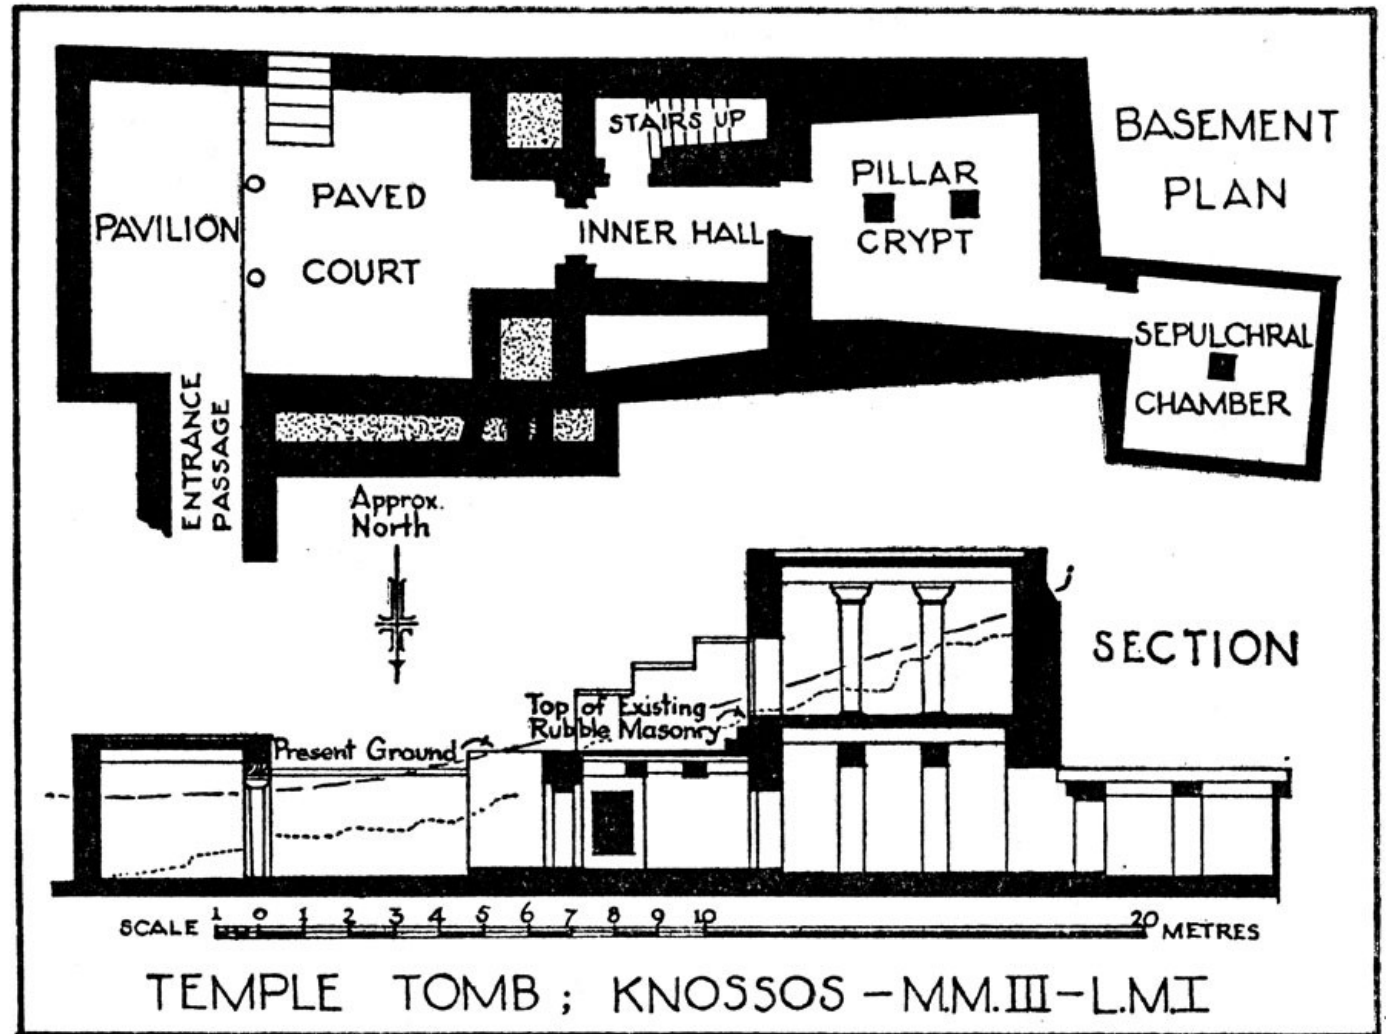 BASEMENT
PLAN
STAIRS UP
PAVED
COURT
PAVILION
INNER HALL
PILLAR
CRYPT
SEPULCHRAL
CHAMBER
ENTRANCE
PASSAGE
Approx.
North
j
SECTION
Top of Existing
Rubble Masonry
Present Ground
SCALE 1 0 1 2 3 4 5 6 7 8 9 10 20 METRES
TEMPLE TOMB; KNOSSOS - M.M.III - L.M.I